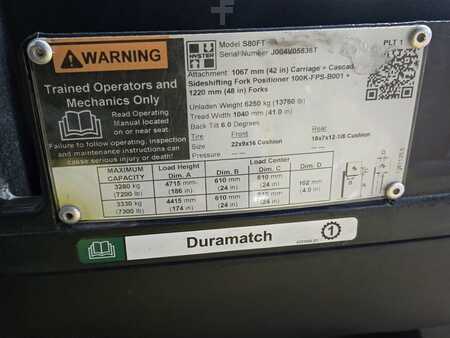 WARNING
Trained Operators and
Mechanics Only
Read Operating
Manual located
on or near seat.
Failure to follow operating, inspection
and maintenance instructions can
cause serious injury or death.
HYSTER
Model S80FT
PLT 1
Attachment 1067 mm (42 in) Carriage + Cascade
Sideshifting Fork Positioner 100K-FPS-B001 +
1220 mm (48 in) Forks
Unladen Weight 6250 kg (13780 lb)
Tread Width 1040 mm (41.0 in)
Back Tilt 6.0 Degrees
Tire Front Rear
Size 22x9x16 Cushion 18x7x12-1/8 Cushion
MAXIMUM CAPACITY Load Height Dim. A Load Center Dim. B Dim. C Dim. D
3280 kg (7200 lb) 4715 mm (186 in) 610 mm (24 in) 610 mm (24 in) 102 mm (4.0 in)
3330 kg (7300 lb) 4415 mm (174 in) 610 mm (24 in) (24 in)
Duramatch
1